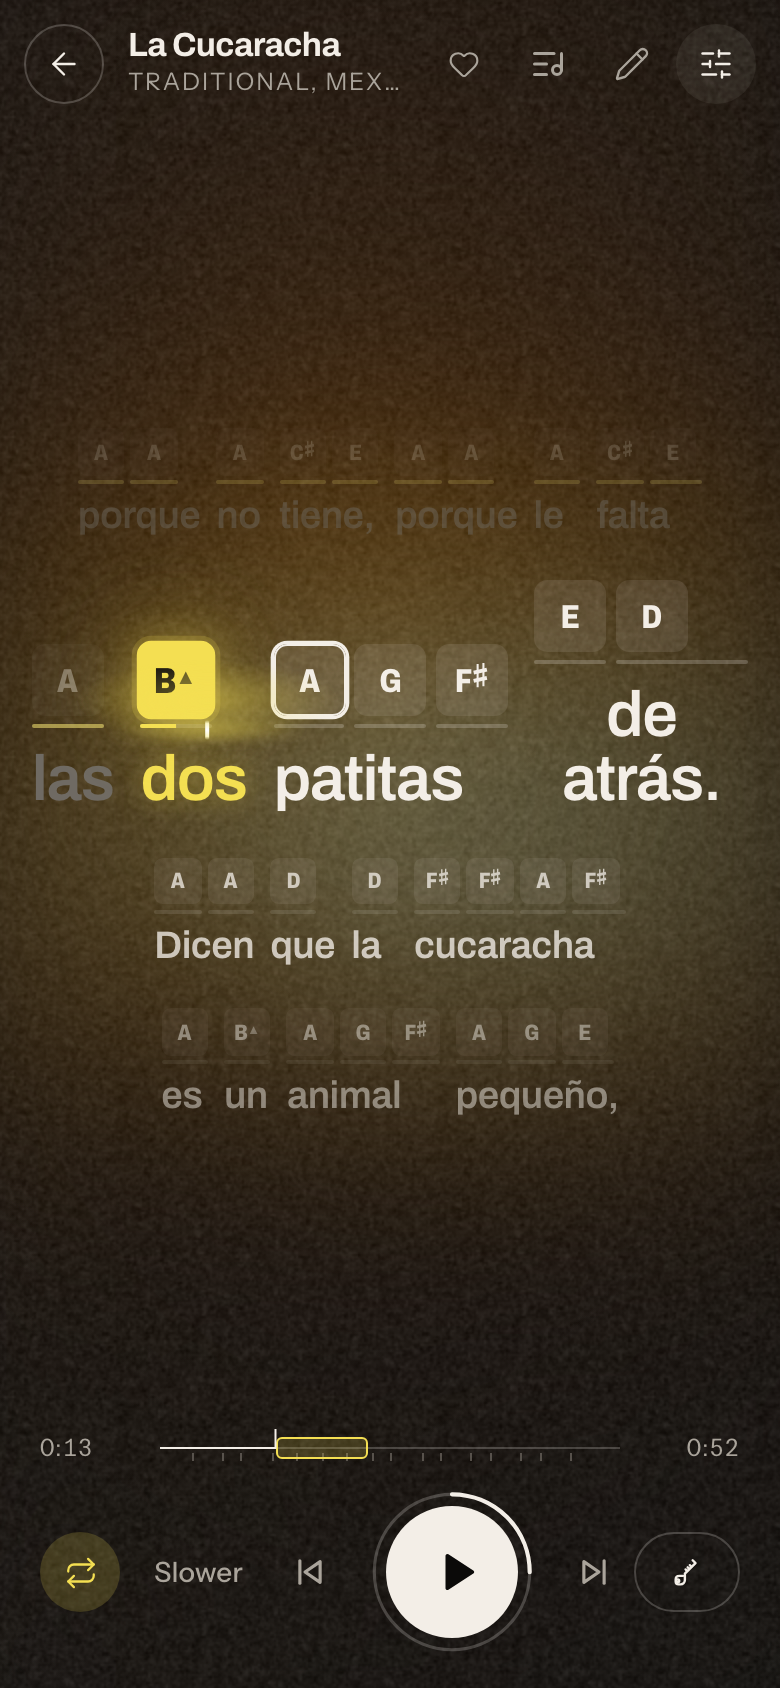 La Cucaracha
TRADITIONAL, MEX...
A A A C♯ E A A A C♯ E
porque no tiene, porque le falta
E D
A B▲ A G F♯
de
las dos patitas atrás.
A A D D F♯ F♯ A F♯
Dicen que la cucaracha
A B▲ A G F♯ A G E
es un animal pequeño,
0:13 0:52
Slower